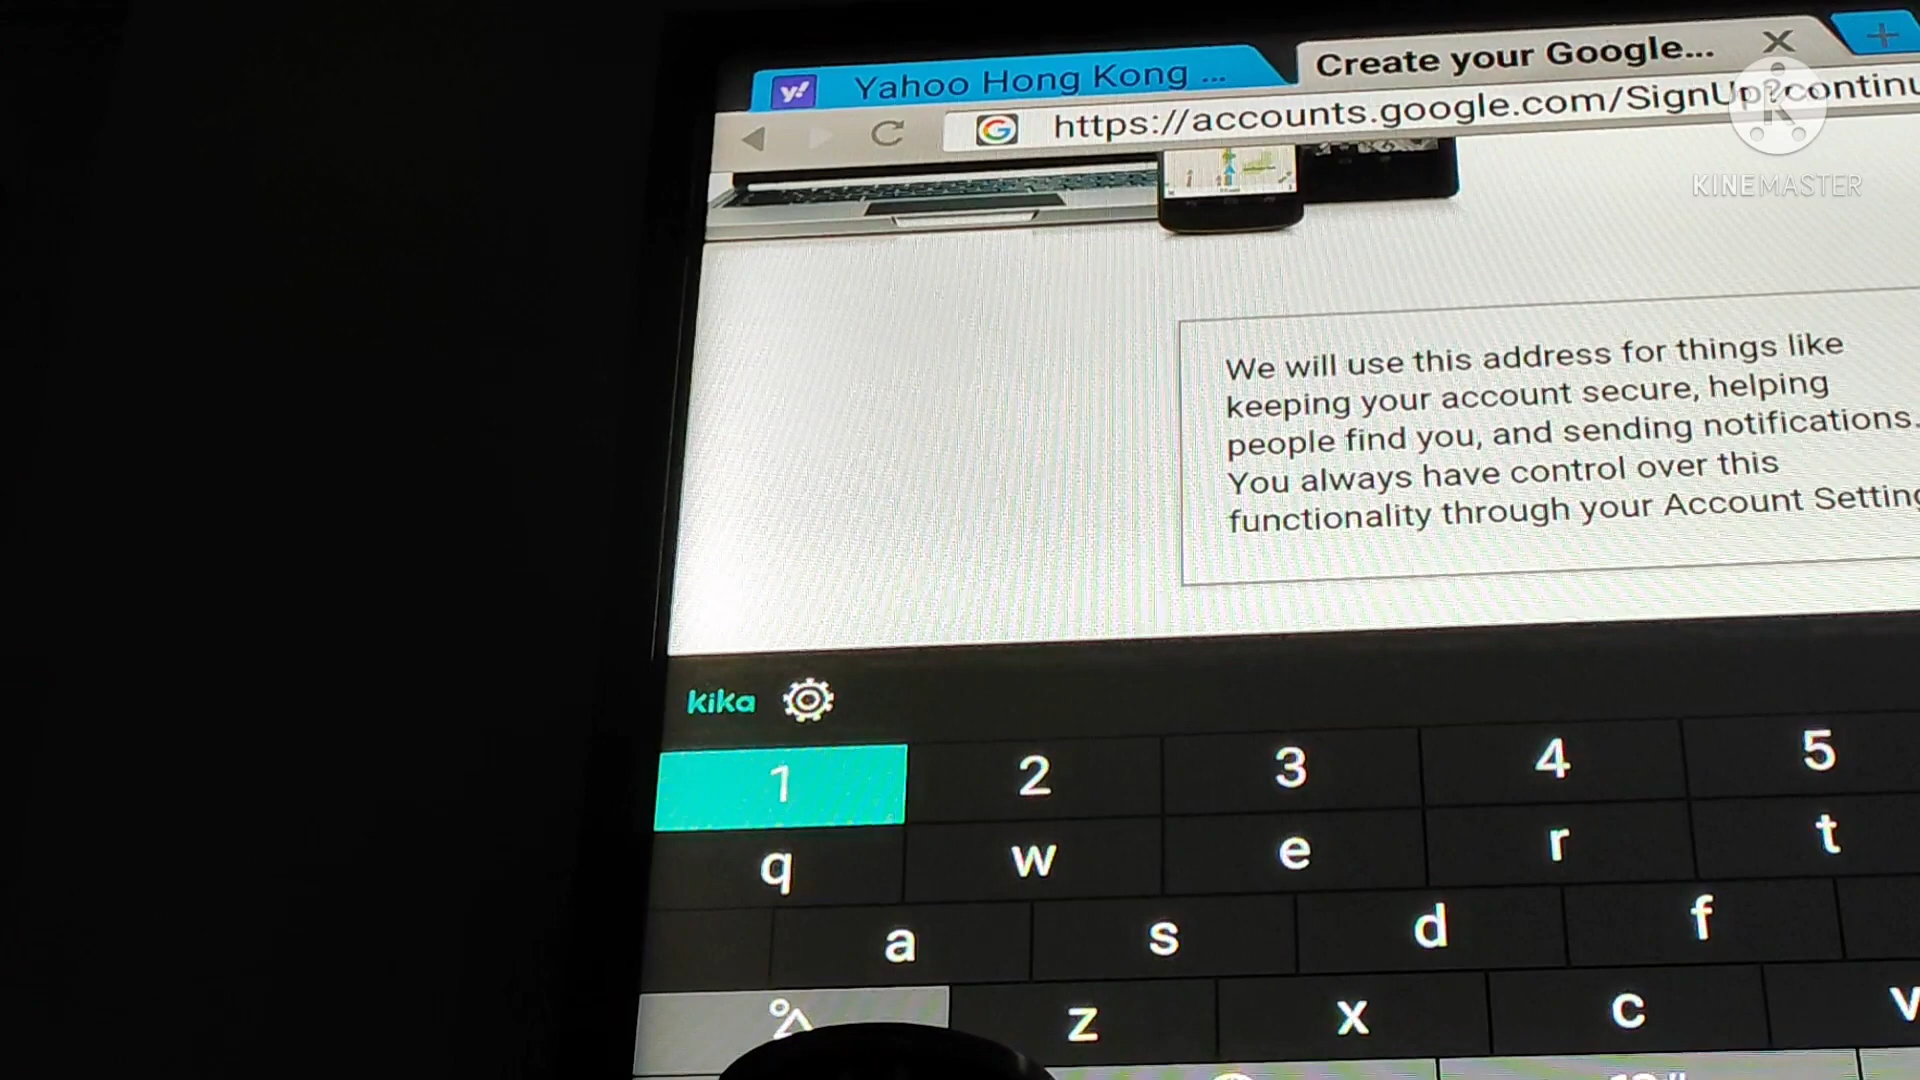 Yahoo Hong Kong ...
Create your Google...
https://accounts.google.com/SignUp?continu
KINEMASTER
We will use this address for things like
keeping your account secure, helping
people find you, and sending notifications.
You always have control over this
functionality through your Account Setting
kika
1 2 3 4 5
q w e r t
a s d f
z x c v